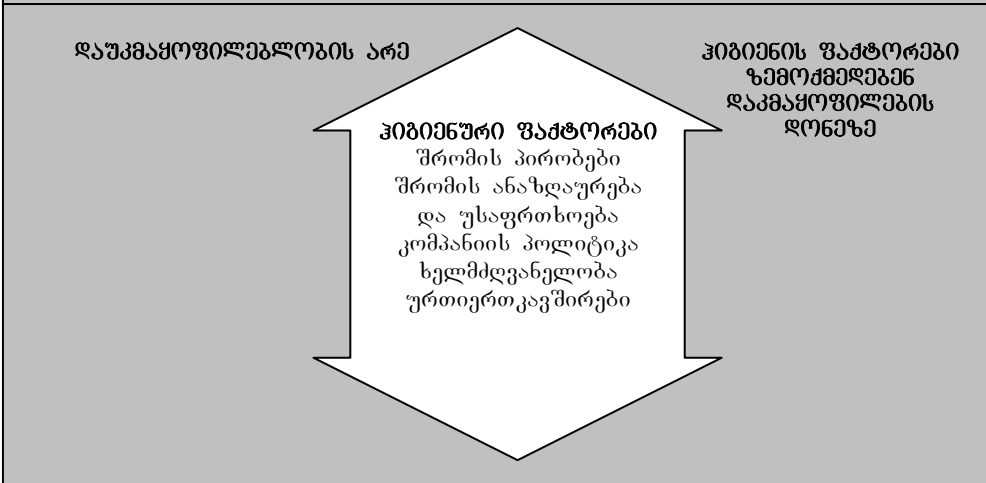 დაუკმაყოფილებლობის არე
ჰიგიენის ფაქტორები
ზემოქმედებენ
დაკმაყოფილების
დონეზე
ჰიგიენური ფაქტორები
შრომის პირობები
შრომის ანაზღაურება
და უსაფრთხოება
კომპანიის პოლიტიკა
ხელმძღვანელობა
ურთიერთკავშირები